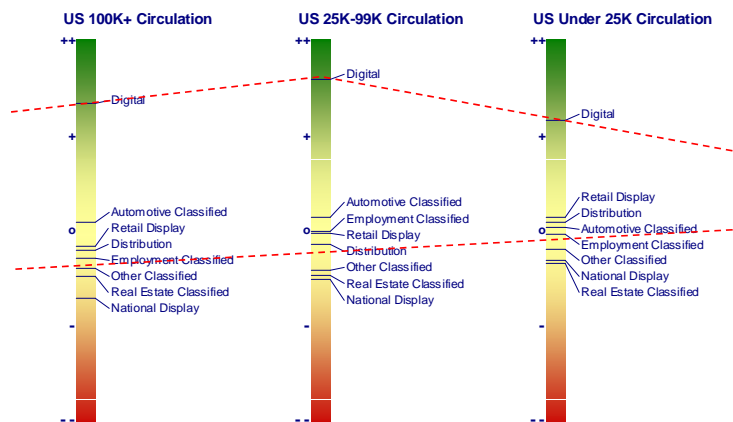 US 100K+ Circulation
++
Digital
+
Automotive Classified
Retail Display
o
Distribution
Employment Classified
Other Classified
Real Estate Classified
National Display
-
--
US 25K-99K Circulation
++
Digital
+
Automotive Classified
Employment Classified
o
Retail Display
Distribution
Other Classified
Real Estate Classified
National Display
-
--
US Under 25K Circulation
++
Digital
+
Retail Display
Distribution
o
Automotive Classified
Employment Classified
Other Classified
National Display
Real Estate Classified
-
--